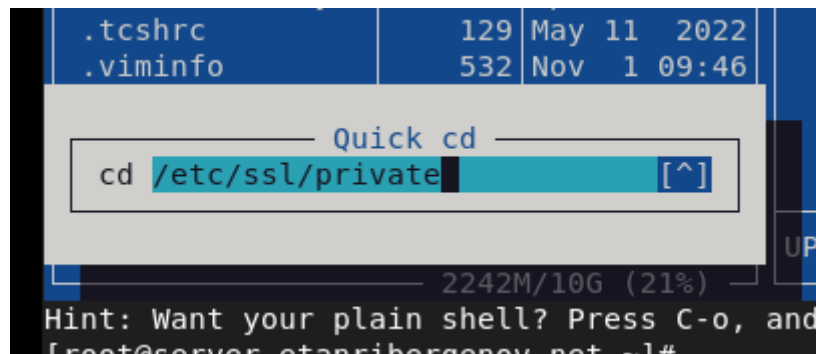 .tcshrc 129 May 11 2022
.viminfo 532 Nov 1 09:46
Quick cd
cd /etc/ssl/private [^]
UP
2242M/10G (21%)
Hint: Want your plain shell? Press C-o, and